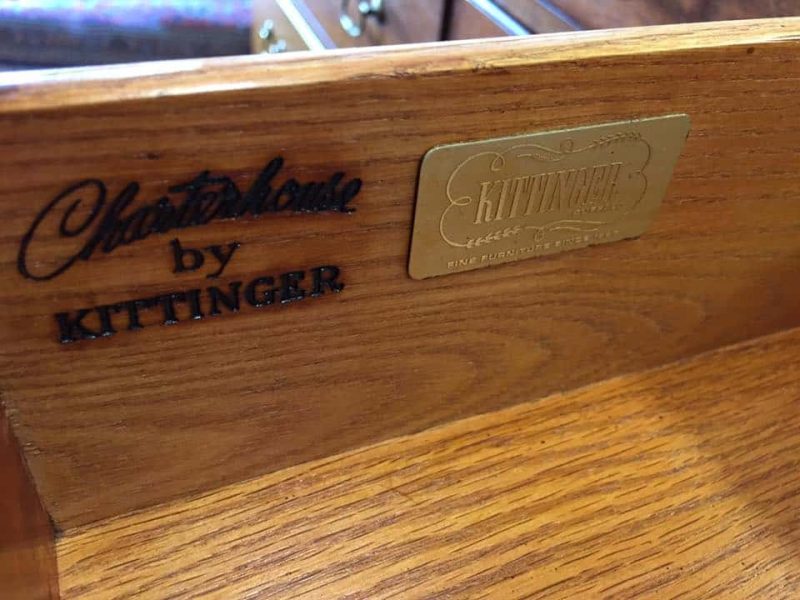 Charterhouse
by
KITTINGER
KITTINGER
FINE FURNITURE SINCE